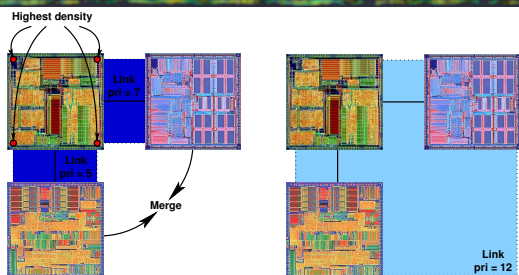 Highest density
Link
pri = 7
Link
pri = 5
Merge
Link
pri = 12